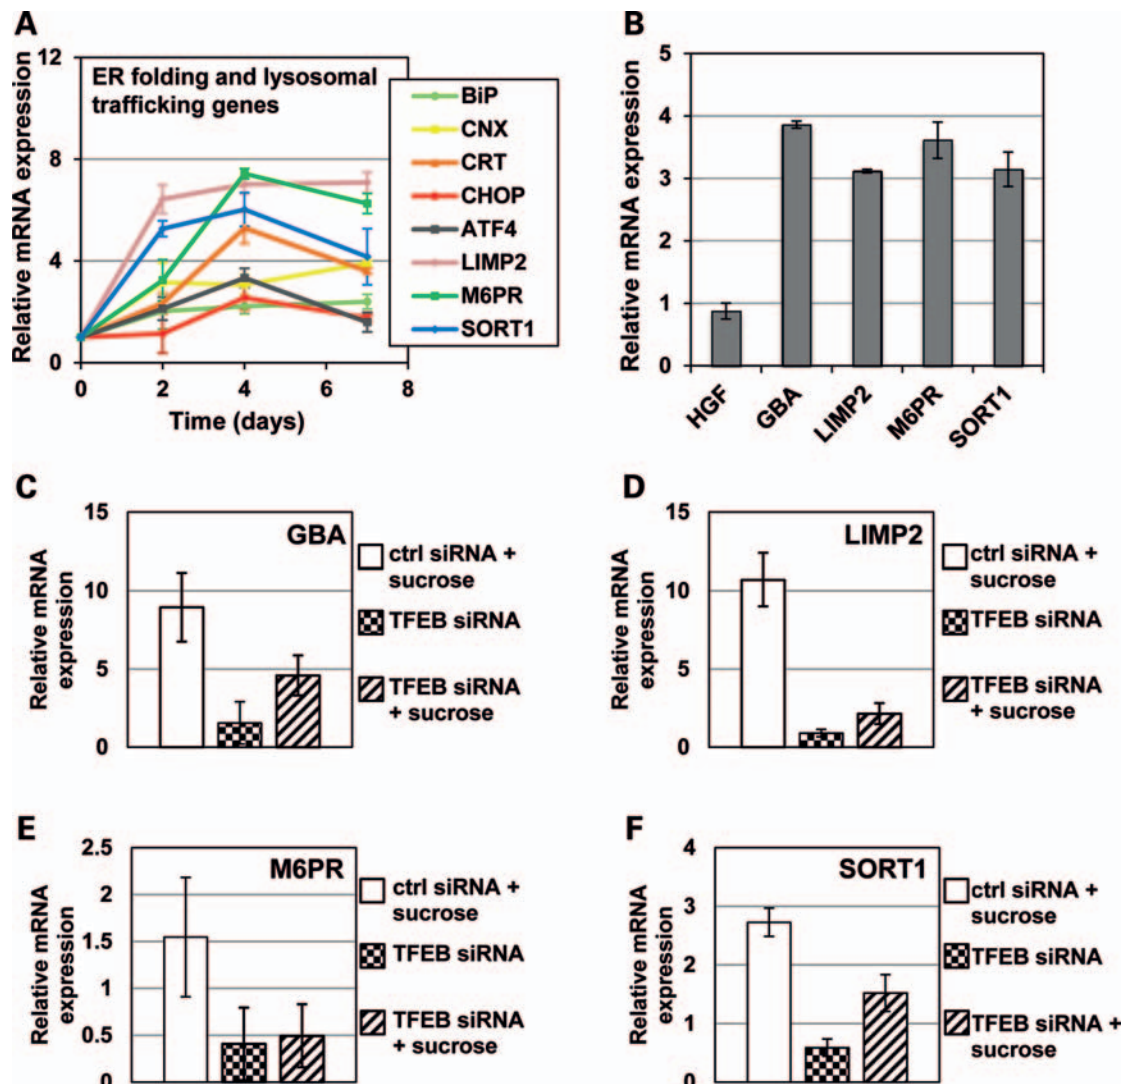 A
Relative mRNA expression
12
8
4
0
ER folding and lysosomal
trafficking genes
0 2 4 6 8
Time (days)
BiP
CNX
CRT
CHOP
ATF4
LIMP2
M6PR
SORT1
B
Relative mRNA expression
5
4
3
2
1
0
HGF
GBA
LIMP2
M6PR
SORT1
C
Relative mRNA
expression
15
10
5
0
GBA
ctrl siRNA +
sucrose
TFEB siRNA
TFEB siRNA
+ sucrose
D
Relative mRNA
expression
15
10
5
0
LIMP2
ctrl siRNA +
sucrose
TFEB siRNA
TFEB siRNA
+ sucrose
E
Relative mRNA
expression
2.5
2
1.5
1
0.5
0
M6PR
ctrl siRNA +
sucrose
TFEB siRNA
TFEB siRNA
+ sucrose
F
Relative mRNA
expression
4
3
2
1
0
SORT1
ctrl siRNA +
sucrose
TFEB siRNA
TFEB siRNA +
sucrose